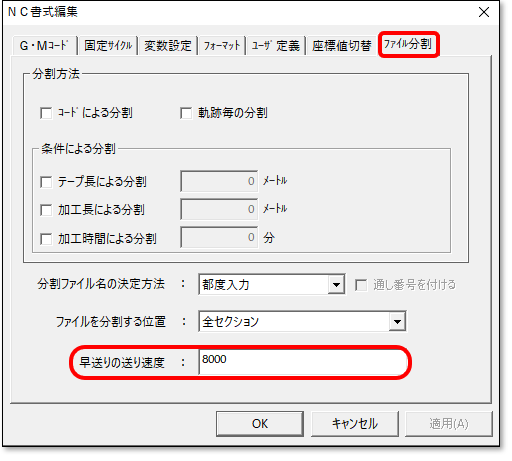 ＮＣ書式編集
Ｇ・Ｍｺｰﾄﾞ 固定ｻｲｸﾙ 変数設定 ﾌｫｰﾏｯﾄ ﾕｰｻﾞ定義 座標値切替 ﾌｧｲﾙ分割
分割方法
ｺｰﾄﾞによる分割 軌跡毎の分割
条件による分割
テープ長による分割 0 ﾒｰﾄﾙ
加工長による分割 0 ﾒｰﾄﾙ
加工時間による分割 0 分
分割ファイル名の決定方法 ： 都度入力 通し番号を付ける
ファイルを分割する位置 ： 全セクション
早送りの送り速度 ： 8000
OK キャンセル 適用(A)